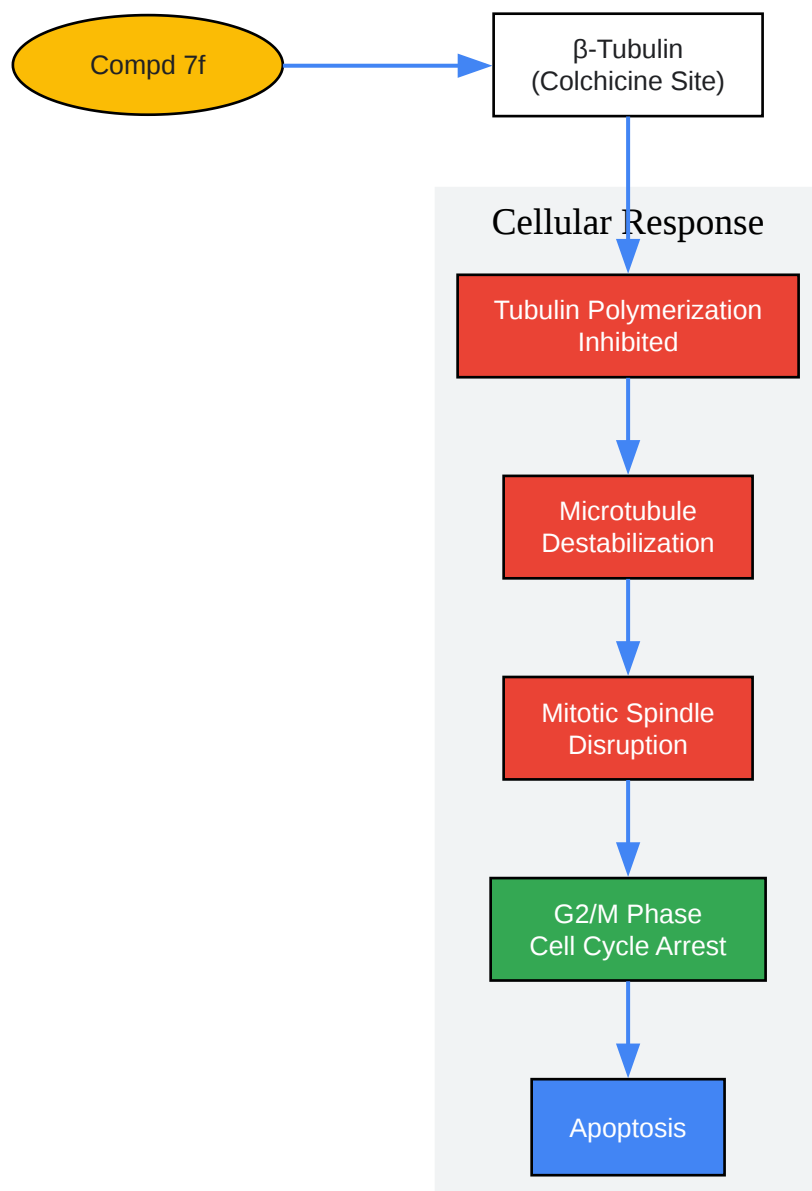 Compd 7f
β-Tubulin
(Colchicine Site)
Cellular Response
Tubulin Polymerization
Inhibited
Microtubule
Destabilization
Mitotic Spindle
Disruption
G2/M Phase
Cell Cycle Arrest
Apoptosis